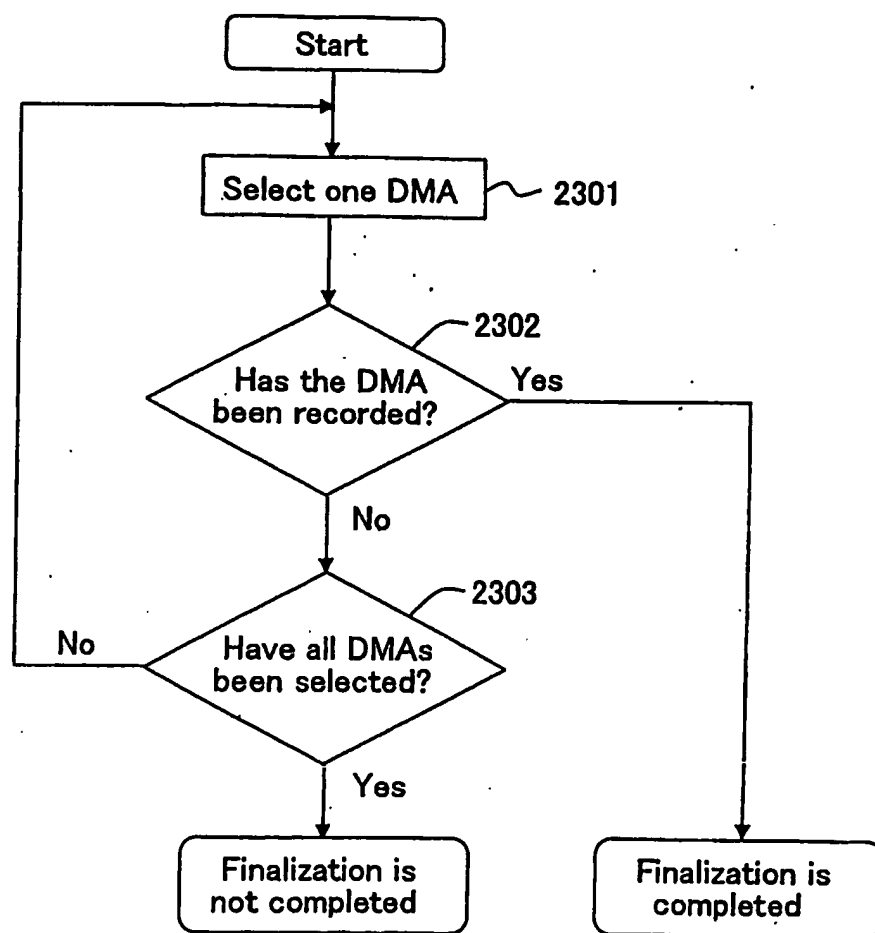 Start
Select one DMA
2301
2302
Has the DMA
been recorded?
Yes
No
2303
No
Have all DMAs
been selected?
Yes
Finalization is
not completed
Finalization is
completed